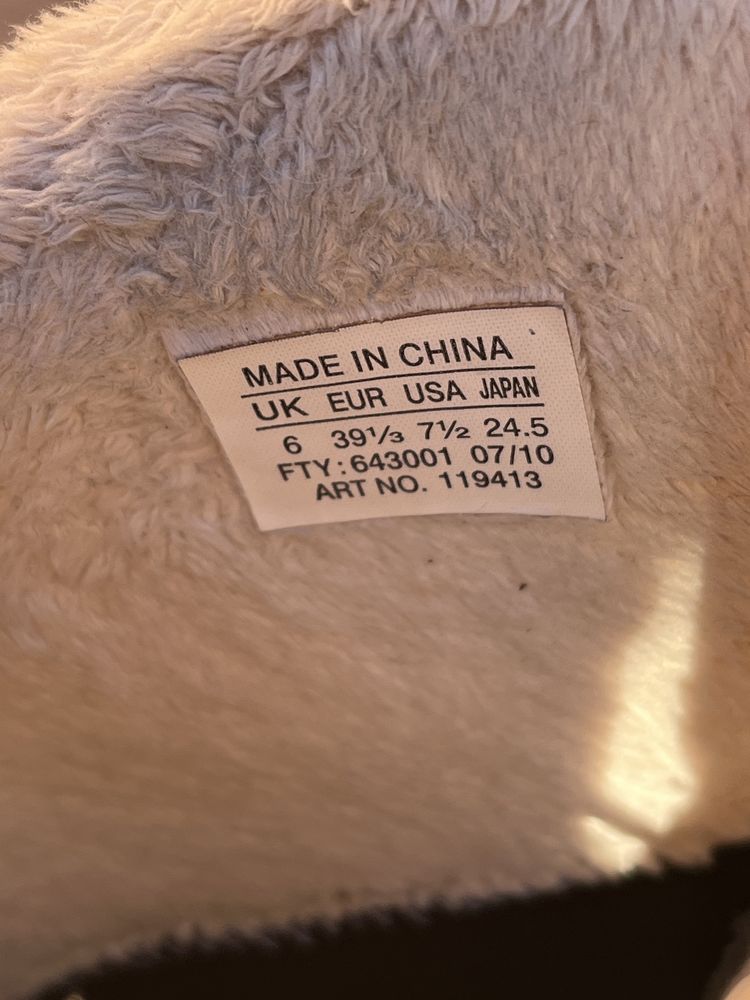 MADE IN CHINA
UK EUR USA JAPAN
6 39⅓ 7½ 24.5
FTY: 643001 07/10
ART NO. 119413